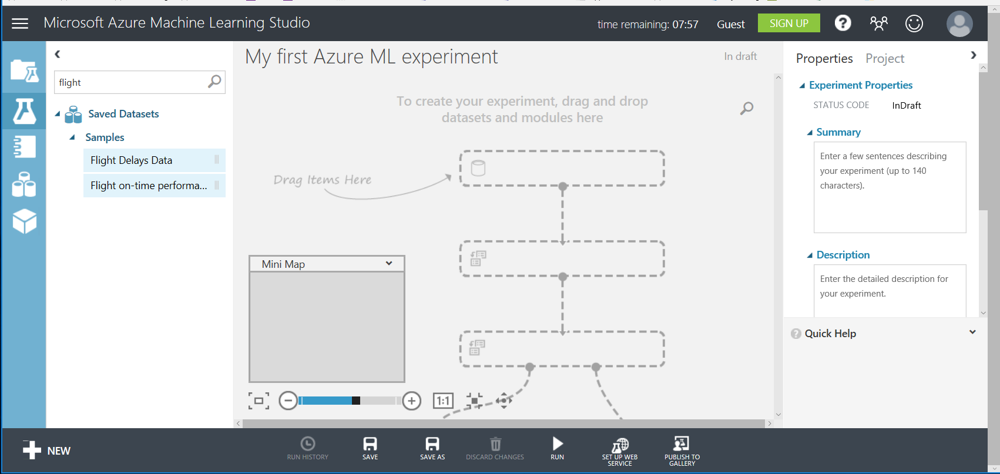 Microsoft Azure Machine Learning Studio
time remaining: 07:57
Guest
SIGN UP
?
flight
Saved Datasets
Samples
Flight Delays Data
Flight on-time performa...
My first Azure ML experiment
In draft
To create your experiment, drag and drop
datasets and modules here
Drag Items Here
Mini Map
1:1
Properties
Project
Experiment Properties
STATUS CODE
InDraft
Summary
Enter a few sentences describing
your experiment (up to 140
characters).
Description
Enter the detailed description for
your experiment.
? Quick Help
NEW
RUN HISTORY
SAVE
SAVE AS
DISCARD CHANGES
RUN
SET UP WEB
SERVICE
PUBLISH TO
GALLERY